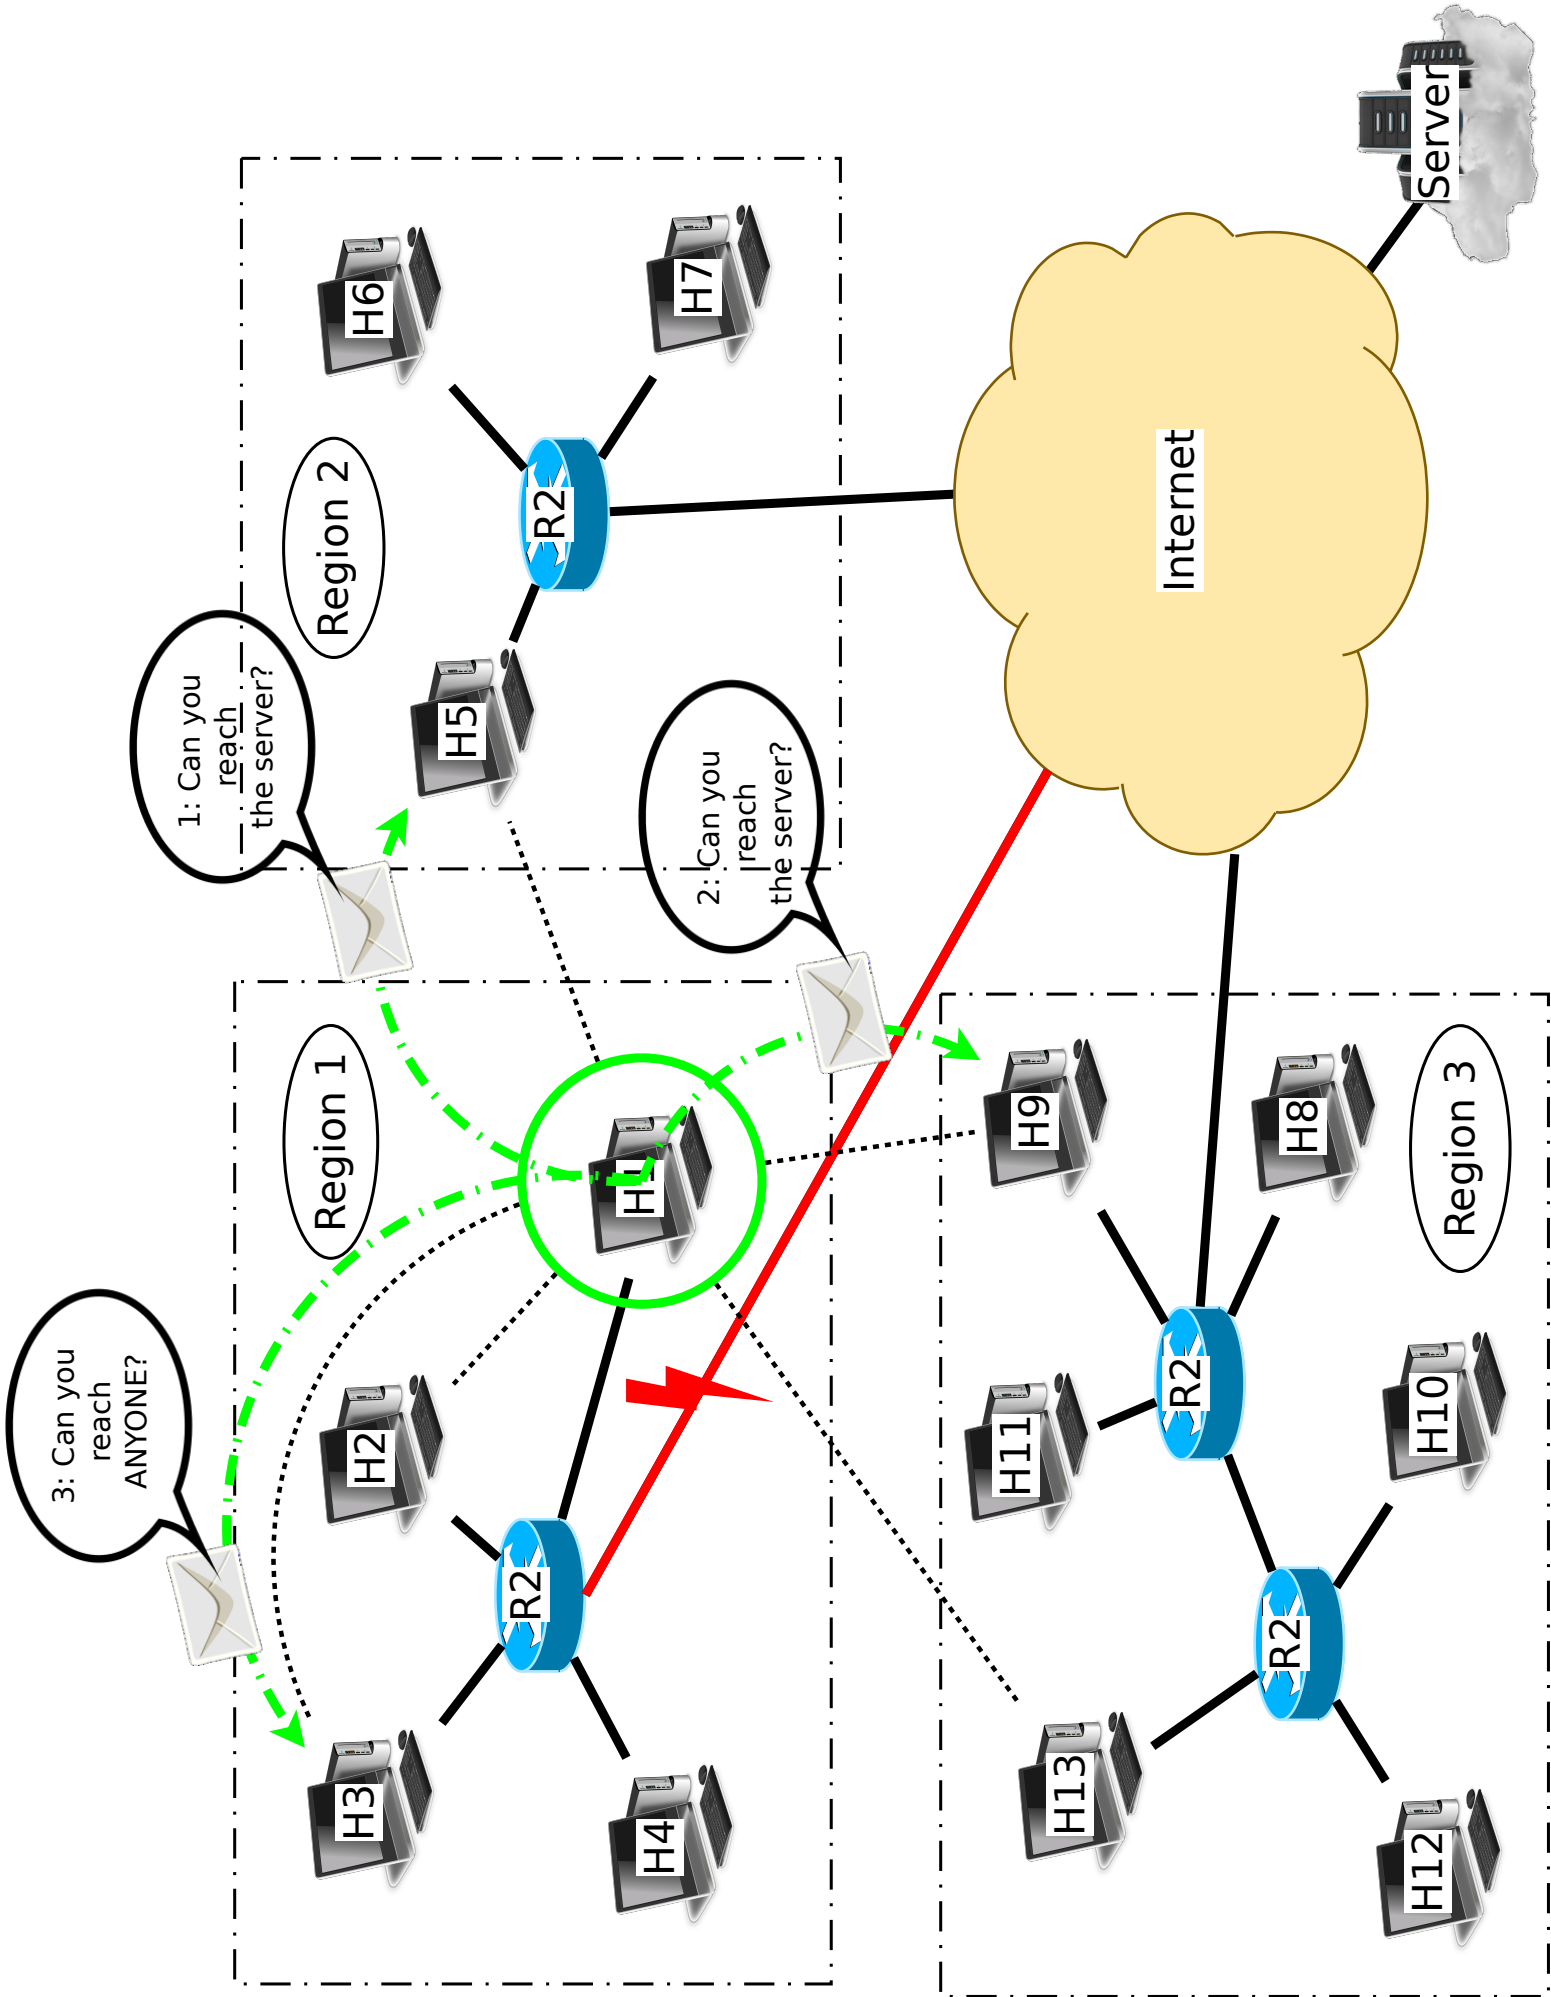 3: Can you
reach
ANYONE?
1: Can you
reach
the server?
Region 1
Region 2
H3
H2
H6
H5
R2
H1
R2
H4
H7
2: Can you
reach
the server?
Internet
Server
H13
H11
H9
R2
R2
H8
H12
H10
Region 3